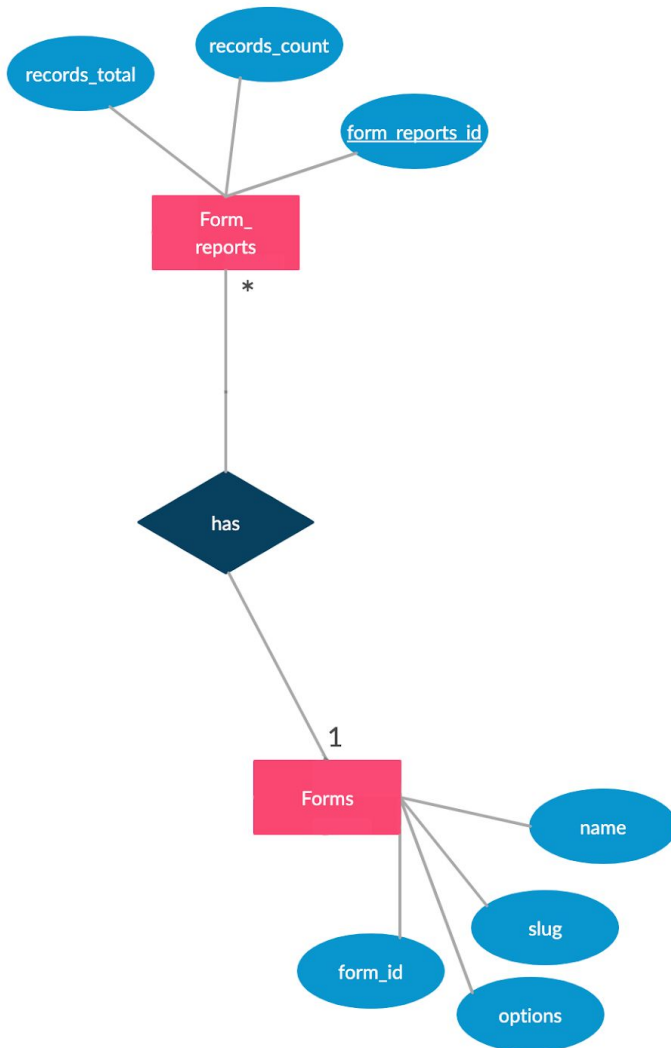 records_count
records_total
form_reports_id
Form_
reports
*
has
1
Forms
name
slug
form_id
options